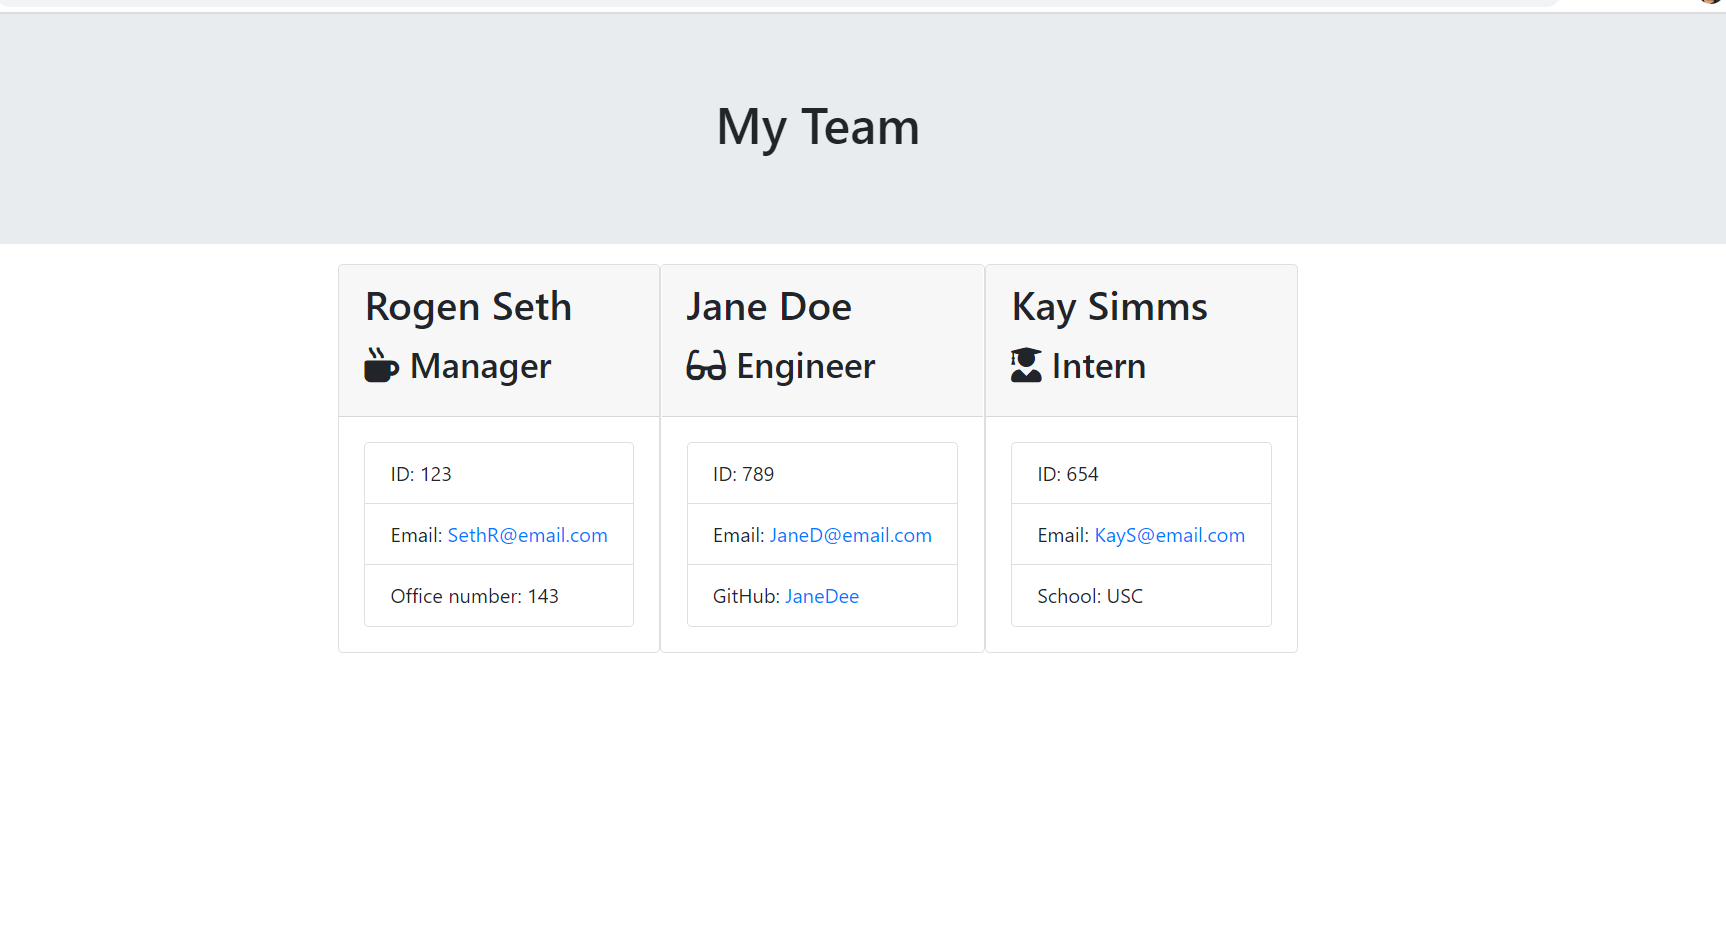 My Team
Rogen Seth
Manager
ID: 123
Email: SethR@email.com
Office number: 143
Jane Doe
Engineer
ID: 789
Email: JaneD@email.com
GitHub: JaneDee
Kay Simms
Intern
ID: 654
Email: KayS@email.com
School: USC